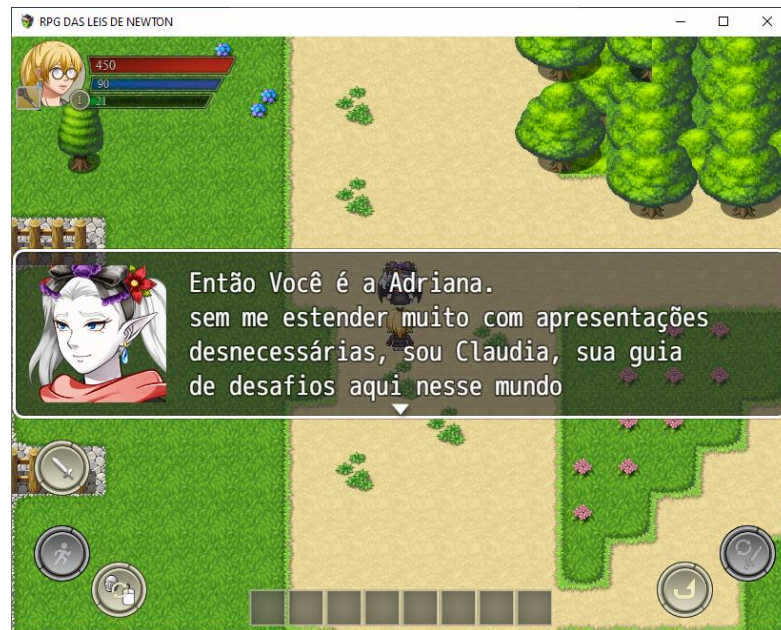 RPG DAS LEIS DE NEWTON
450
90
1 21
Então Você é a Adriana.
sem me estender muito com apresentações
desnecessárias, sou Claudia, sua guia
de desafios aqui nesse mundo